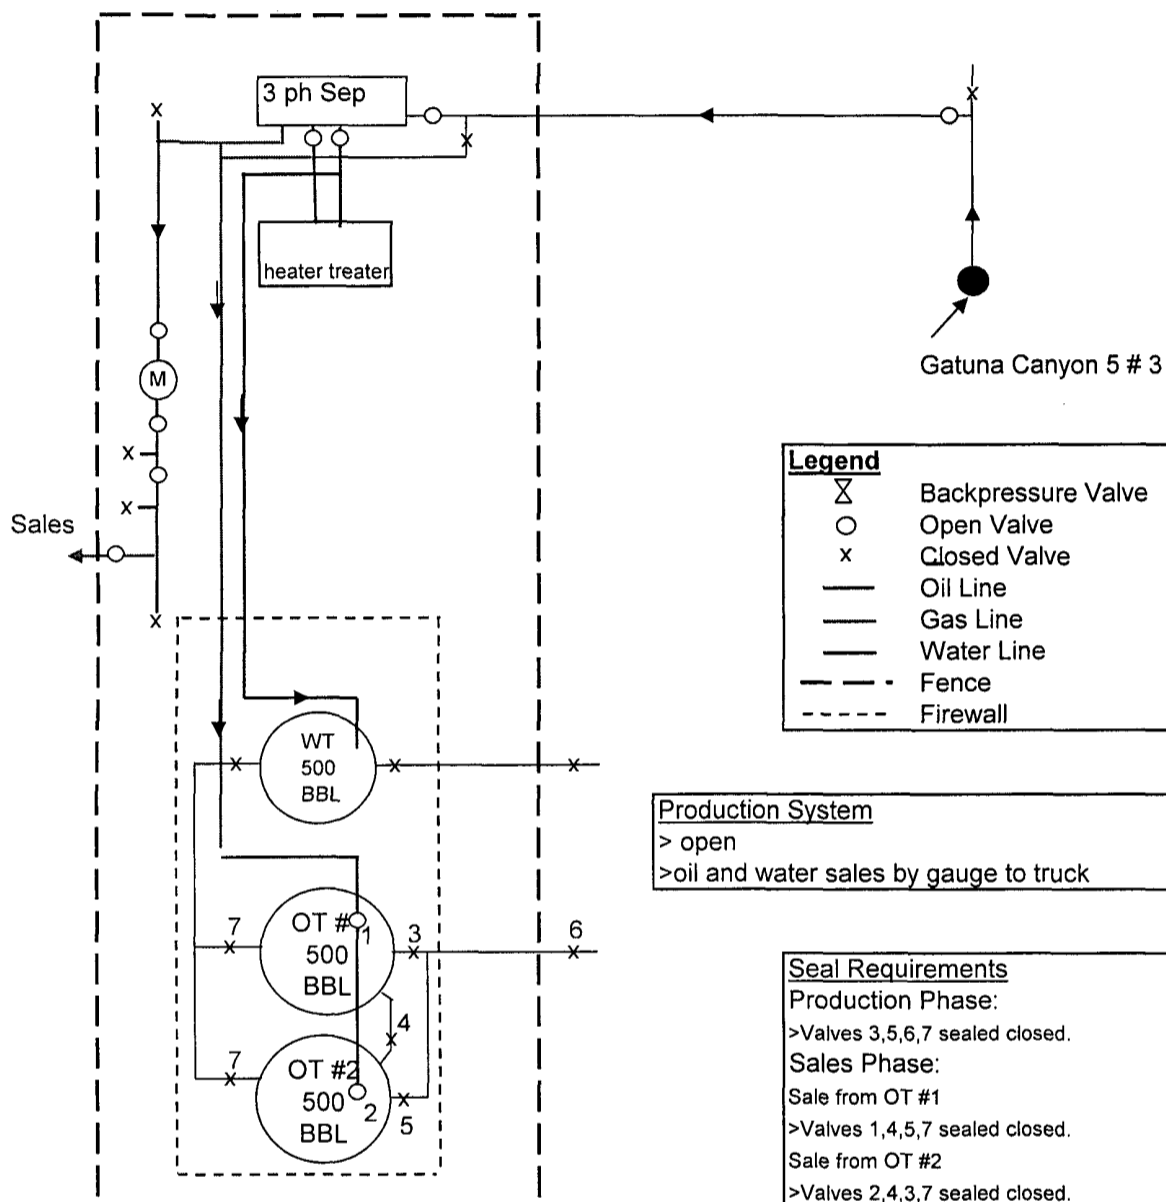 3 ph Sep
heater treater
M
Gatuna Canyon 5 # 3
Sales
Legend
Backpressure Valve
Open Valve
x Closed Valve
Oil Line
Gas Line
Water Line
Fence
Firewall
WT
500
BBL
Production System
> open
>oil and water sales by gauge to truck
7
OT #
1
500
BBL
3
6
4
7
OT #2
500
BBL
2
5
Seal Requirements
Production Phase:
>Valves 3,5,6,7 sealed closed.
Sales Phase:
Sale from OT #1
>Valves 1,4,5,7 sealed closed.
Sale from OT #2
>Valves 2,4,3,7 sealed closed.